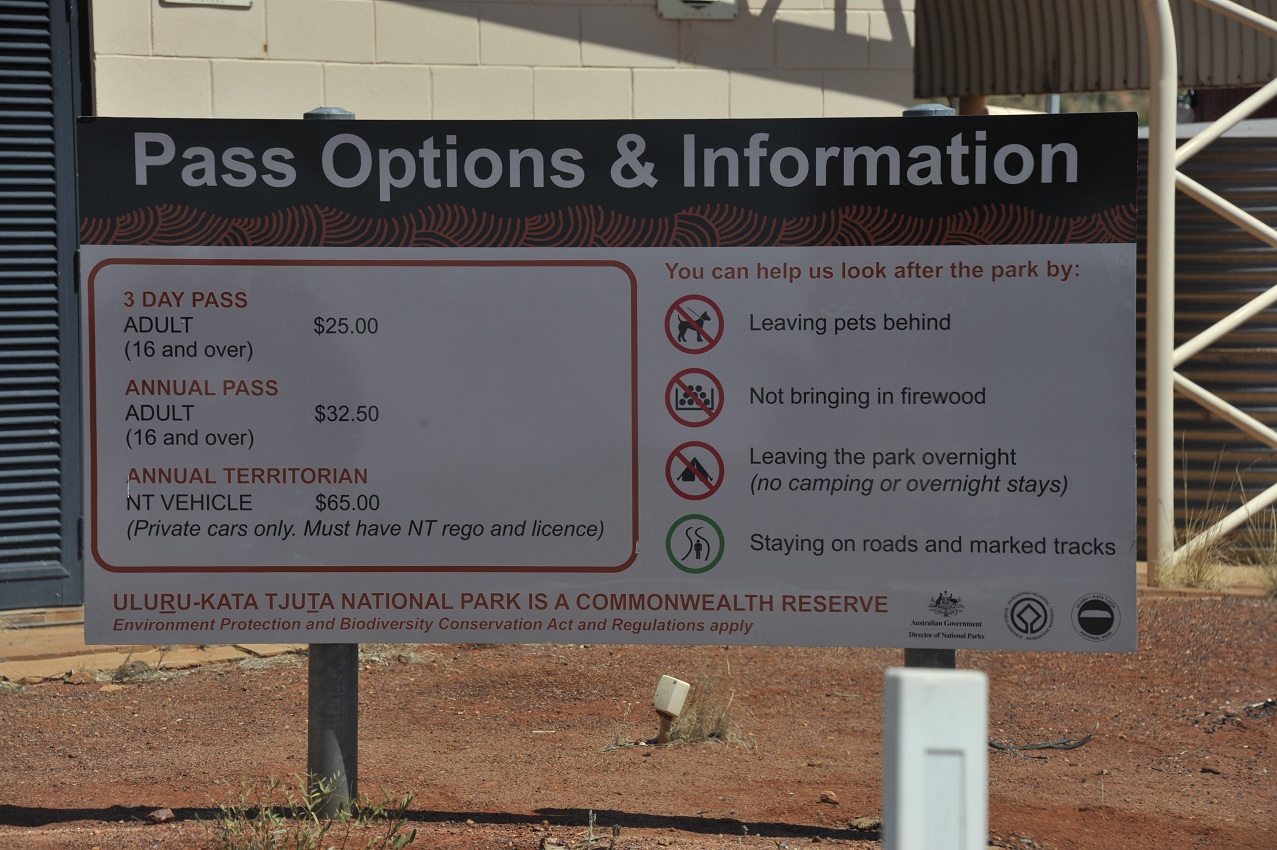 Pass Options & Information
3 DAY PASS
ADULT $25.00
(16 and over)
ANNUAL PASS
ADULT $32.50
(16 and over)
ANNUAL TERRITORIAN
NT VEHICLE $65.00
(Private cars only. Must have NT rego and licence)
You can help us look after the park by:
Leaving pets behind
Not bringing in firewood
Leaving the park overnight
(no camping or overnight stays)
Staying on roads and marked tracks
ULURU-KATA TJUTA NATIONAL PARK IS A COMMONWEALTH RESERVE
Environment Protection and Biodiversity Conservation Act and Regulations apply
Australian Government
Director of National Parks